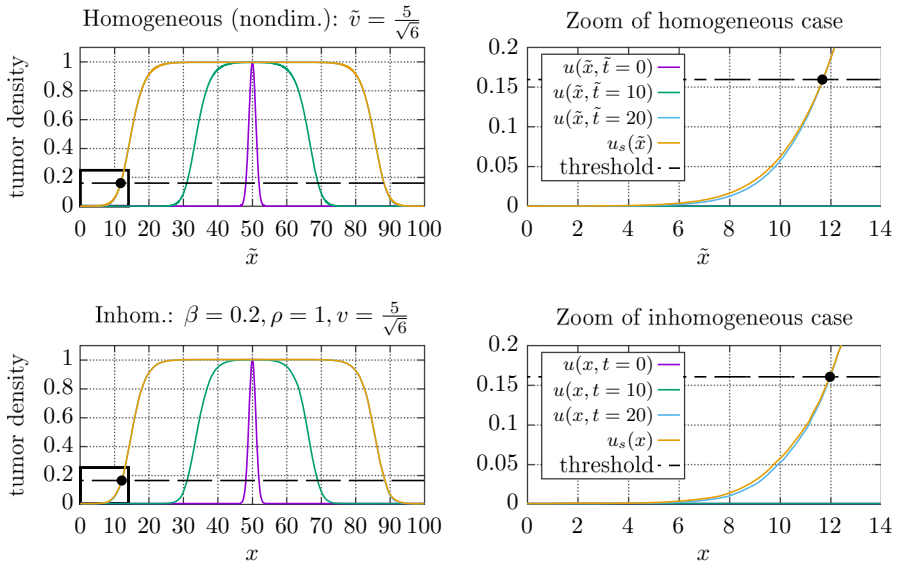 Homogeneous (nondim.): ṽ = 5/√6
tumor density
1
0.8
0.6
0.4
0.2
0
0 10 20 30 40 50 60 70 80 90 100
x̃
Zoom of homogeneous case
0.2
0.15
0.1
0.05
0
u(x̃, t̃ = 0)
u(x̃, t̃ = 10)
u(x̃, t̃ = 20)
u_s(x̃)
threshold
0 2 4 6 8 10 12 14
x̃
Inhom.: β = 0.2, ρ = 1, v = 5/√6
tumor density
1
0.8
0.6
0.4
0.2
0
0 10 20 30 40 50 60 70 80 90 100
x
Zoom of inhomogeneous case
0.2
0.15
0.1
0.05
0
u(x, t = 0)
u(x, t = 10)
u(x, t = 20)
u_s(x)
threshold
0 2 4 6 8 10 12 14
x